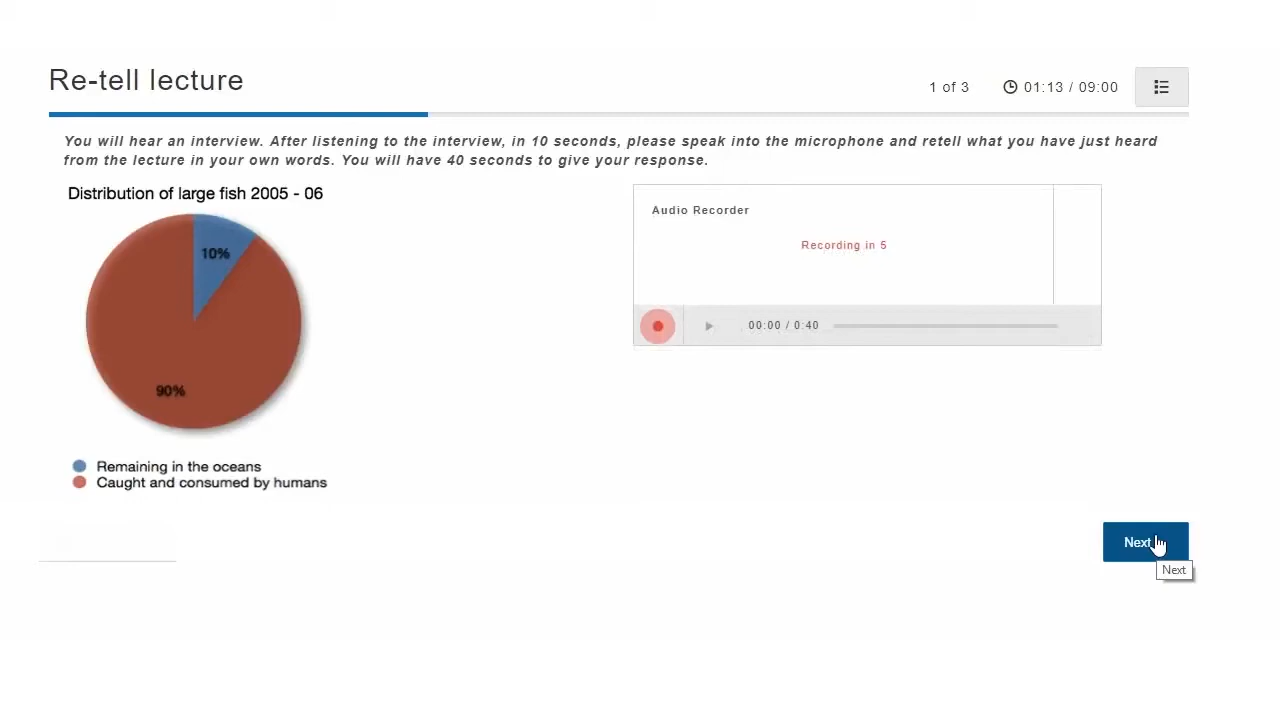 Re-tell lecture
1 of 3
01:13 / 09:00
You will hear an interview. After listening to the interview, in 10 seconds, please speak into the microphone and retell what you have just heard
from the lecture in your own words. You will have 40 seconds to give your response.
Distribution of large fish 2005 - 06
10%
90%
Remaining in the oceans
Caught and consumed by humans
Audio Recorder
Recording in 5
00:00 / 0:40
Next
Next